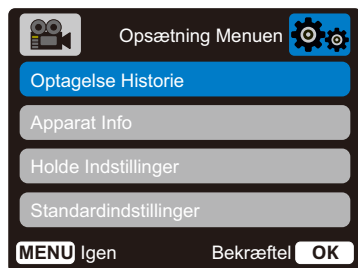 Opsætning Menuen
Optagelse Historie
Apparat Info
Holde Indstillinger
Standardindstillinger
MENU Igen Bekræftel OK